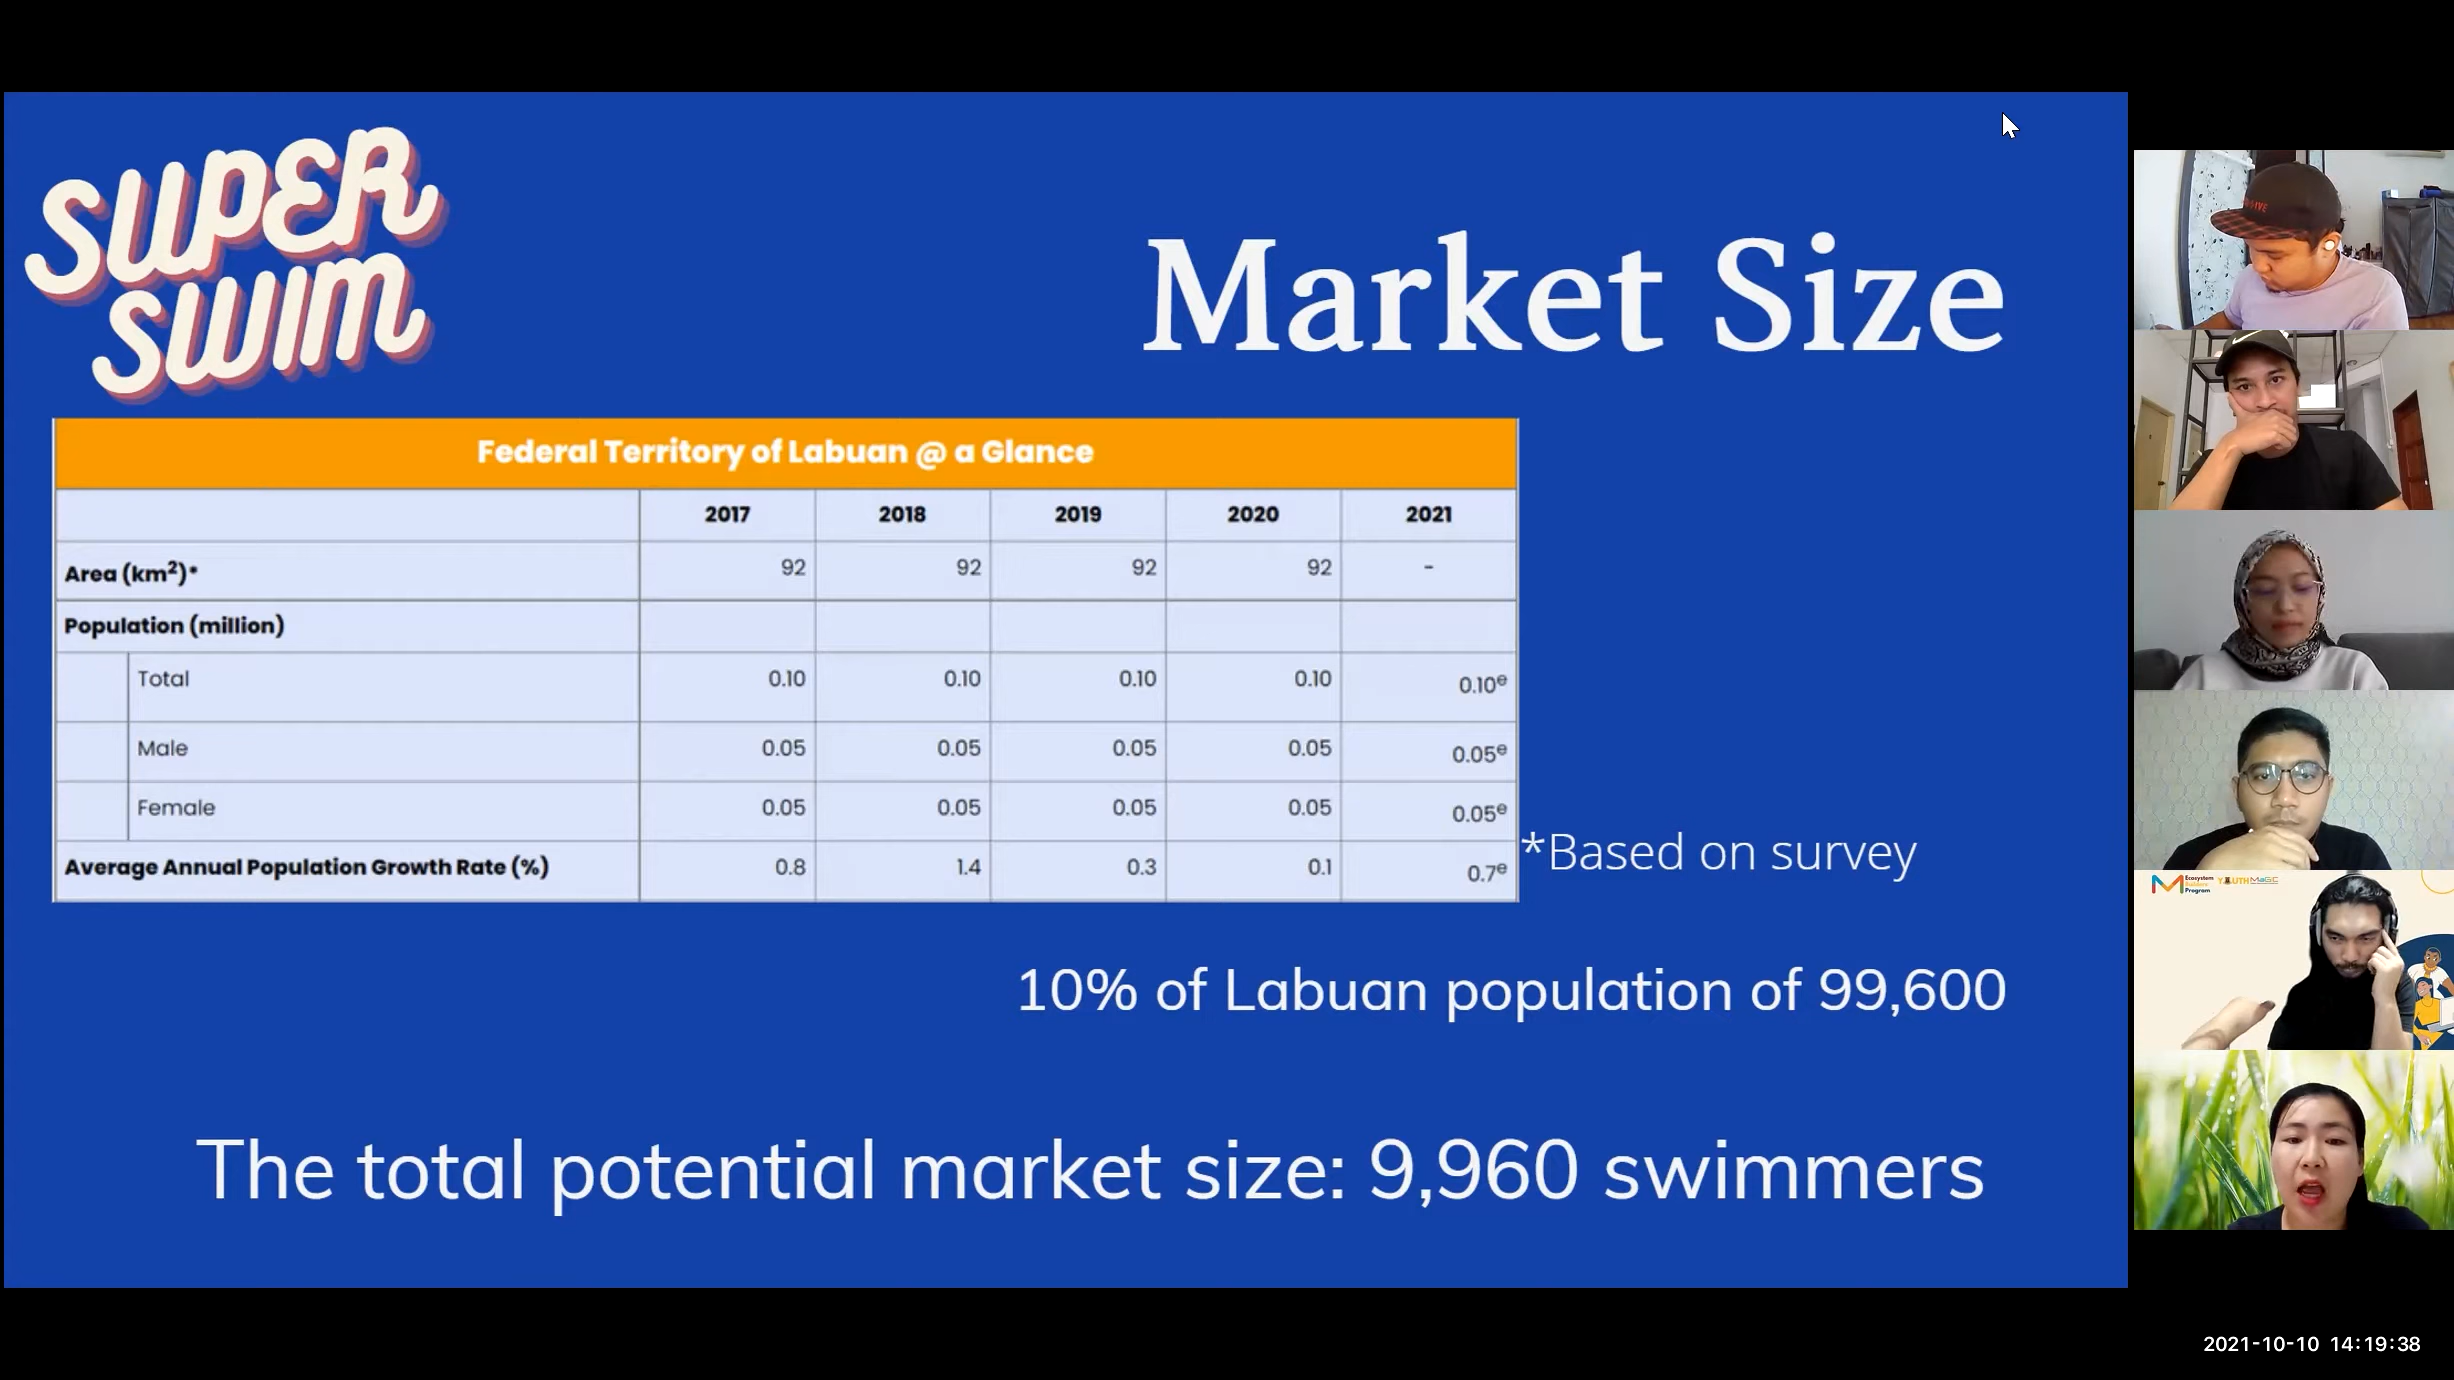 SUPER
SWIM
Market Size
Federal Territory of Labuan @ a Glance
2017 2018 2019 2020 2021
Area (km²)* 92 92 92 92 -
Population (million)
Total 0.10 0.10 0.10 0.10 0.10ᵉ
Male 0.05 0.05 0.05 0.05 0.05ᵉ
Female 0.05 0.05 0.05 0.05 0.05ᵉ
Average Annual Population Growth Rate (%) 0.8 1.4 0.3 0.1 0.7ᵉ
*Based on survey
10% of Labuan population of 99,600
The total potential market size: 9,960 swimmers
Ecosystem
Program
YOUTH MaGIC
2021-10-10 14:19:38